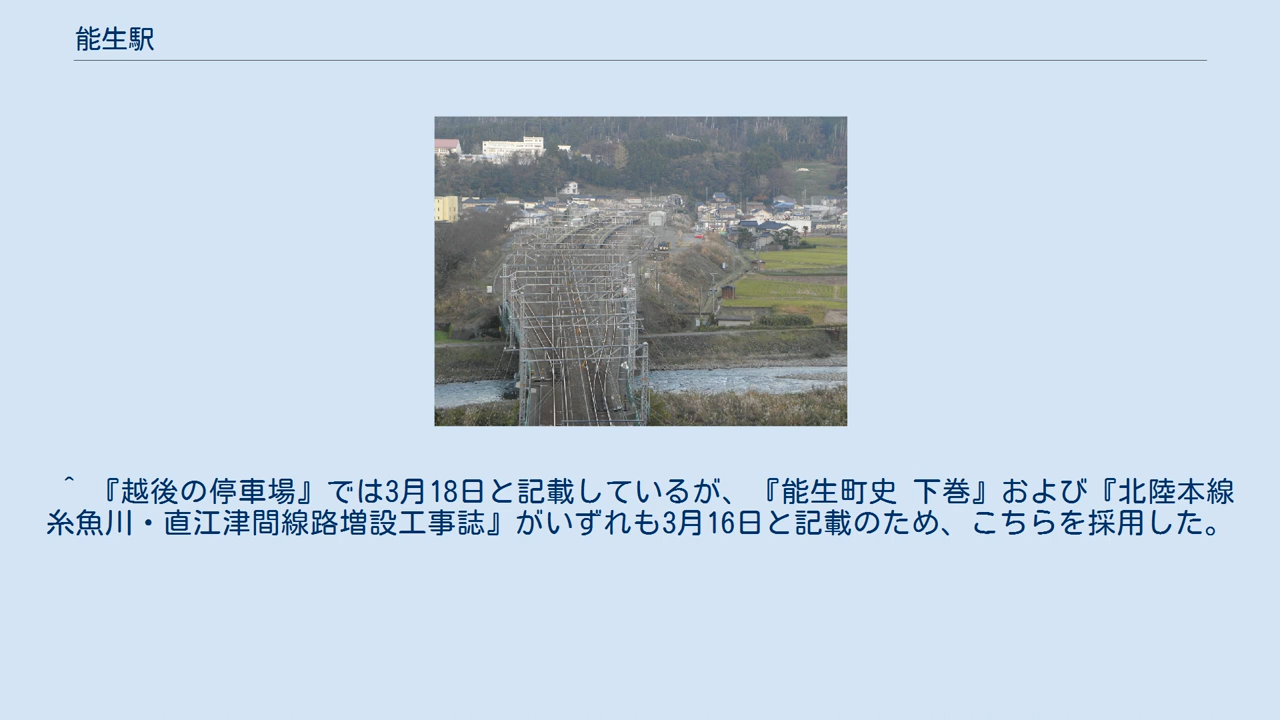 能生駅
^ 『越後の停車場』では3月18日と記載しているが、『能生町史 下巻』および『北陸本線
糸魚川・直江津間線路増設工事誌』がいずれも3月16日と記載のため、こちらを採用した。